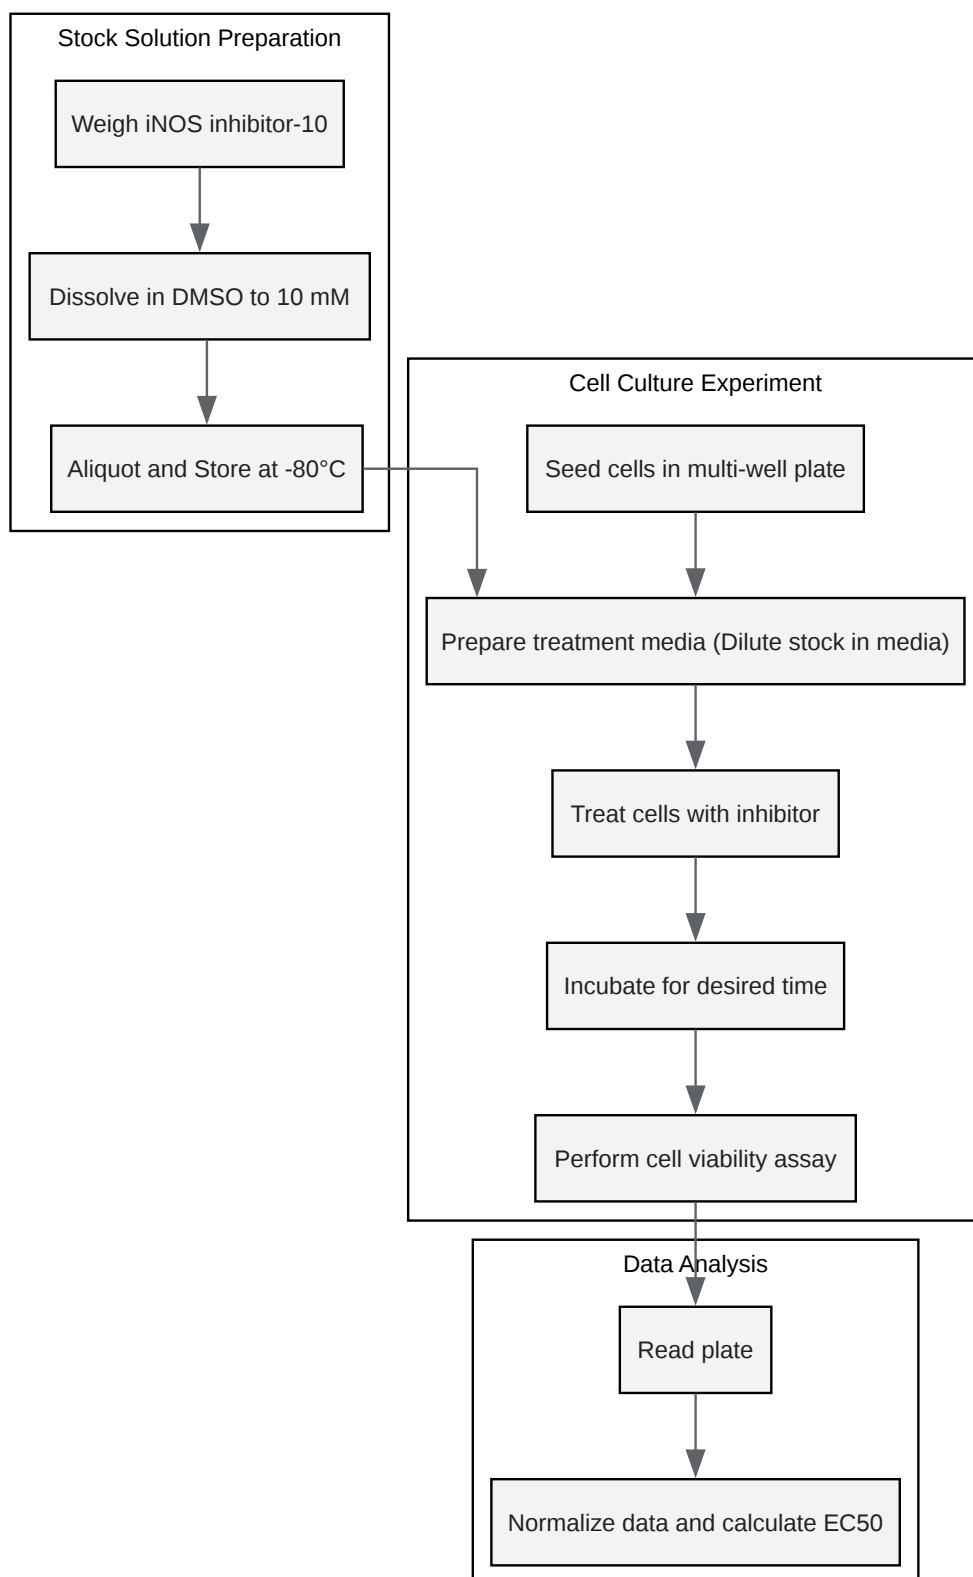 Stock Solution Preparation
Weigh iNOS inhibitor-10
Dissolve in DMSO to 10 mM
Aliquot and Store at -80°C
Cell Culture Experiment
Seed cells in multi-well plate
Prepare treatment media (Dilute stock in media)
Treat cells with inhibitor
Incubate for desired time
Perform cell viability assay
Data Analysis
Read plate
Normalize data and calculate EC50